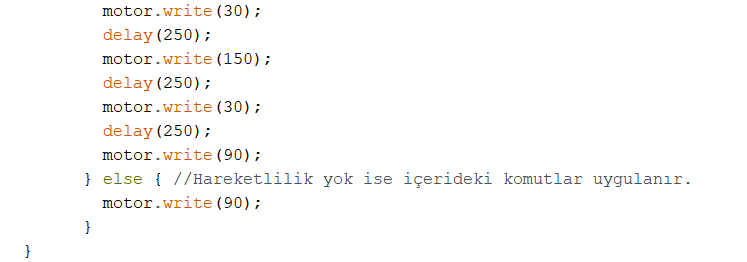 motor.write(30);
delay(250);
motor.write(150);
delay(250);
motor.write(30);
delay(250);
motor.write(90);
} else { //Hareketlilik yok ise içerideki komutlar uygulanır.
motor.write(90);
}
}